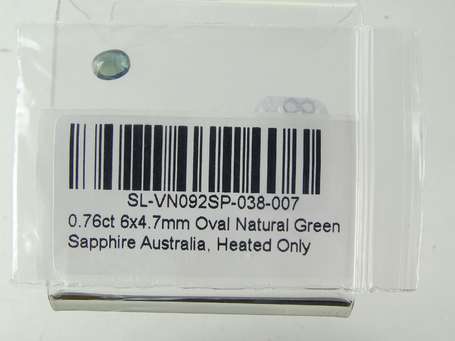 SL-VN092SP-038-007
0.76ct 6x4.7mm Oval Natural Green
Sapphire Australia, Heated Only